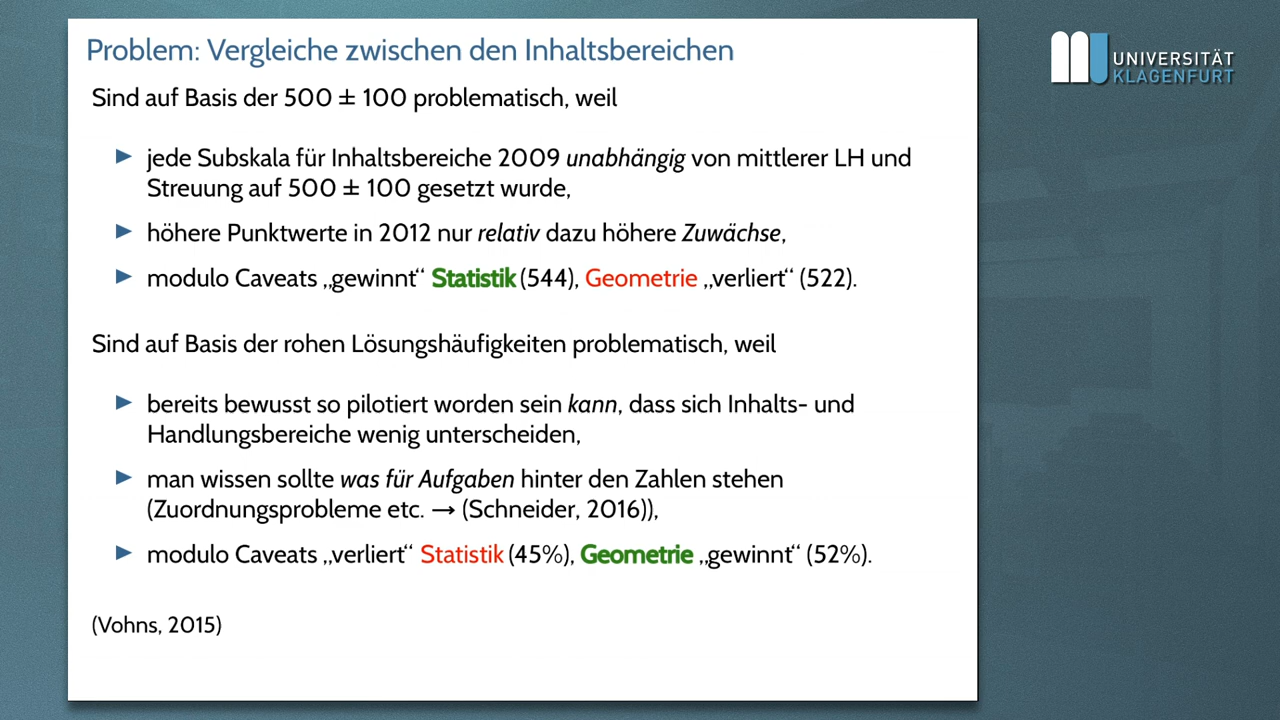 Problem: Vergleiche zwischen den Inhaltsbereichen
UNIVERSITÄT
KLAGENFURT
Sind auf Basis der 500 ± 100 problematisch, weil
► jede Subskala für Inhaltsbereiche 2009 unabhängig von mittlerer LH und
Streuung auf 500 ± 100 gesetzt wurde,
► höhere Punktwerte in 2012 nur relativ dazu höhere Zuwächse,
► modulo Caveats „gewinnt“ Statistik (544), Geometrie „verliert“ (522).
Sind auf Basis der rohen Lösungshäufigkeiten problematisch, weil
► bereits bewusst so pilotiert worden sein kann, dass sich Inhalts- und
Handlungsbereiche wenig unterscheiden,
► man wissen sollte was für Aufgaben hinter den Zahlen stehen
(Zuordnungsprobleme etc. → (Schneider, 2016)),
► modulo Caveats „verliert“ Statistik (45%), Geometrie „gewinnt“ (52%).
(Vohns, 2015)